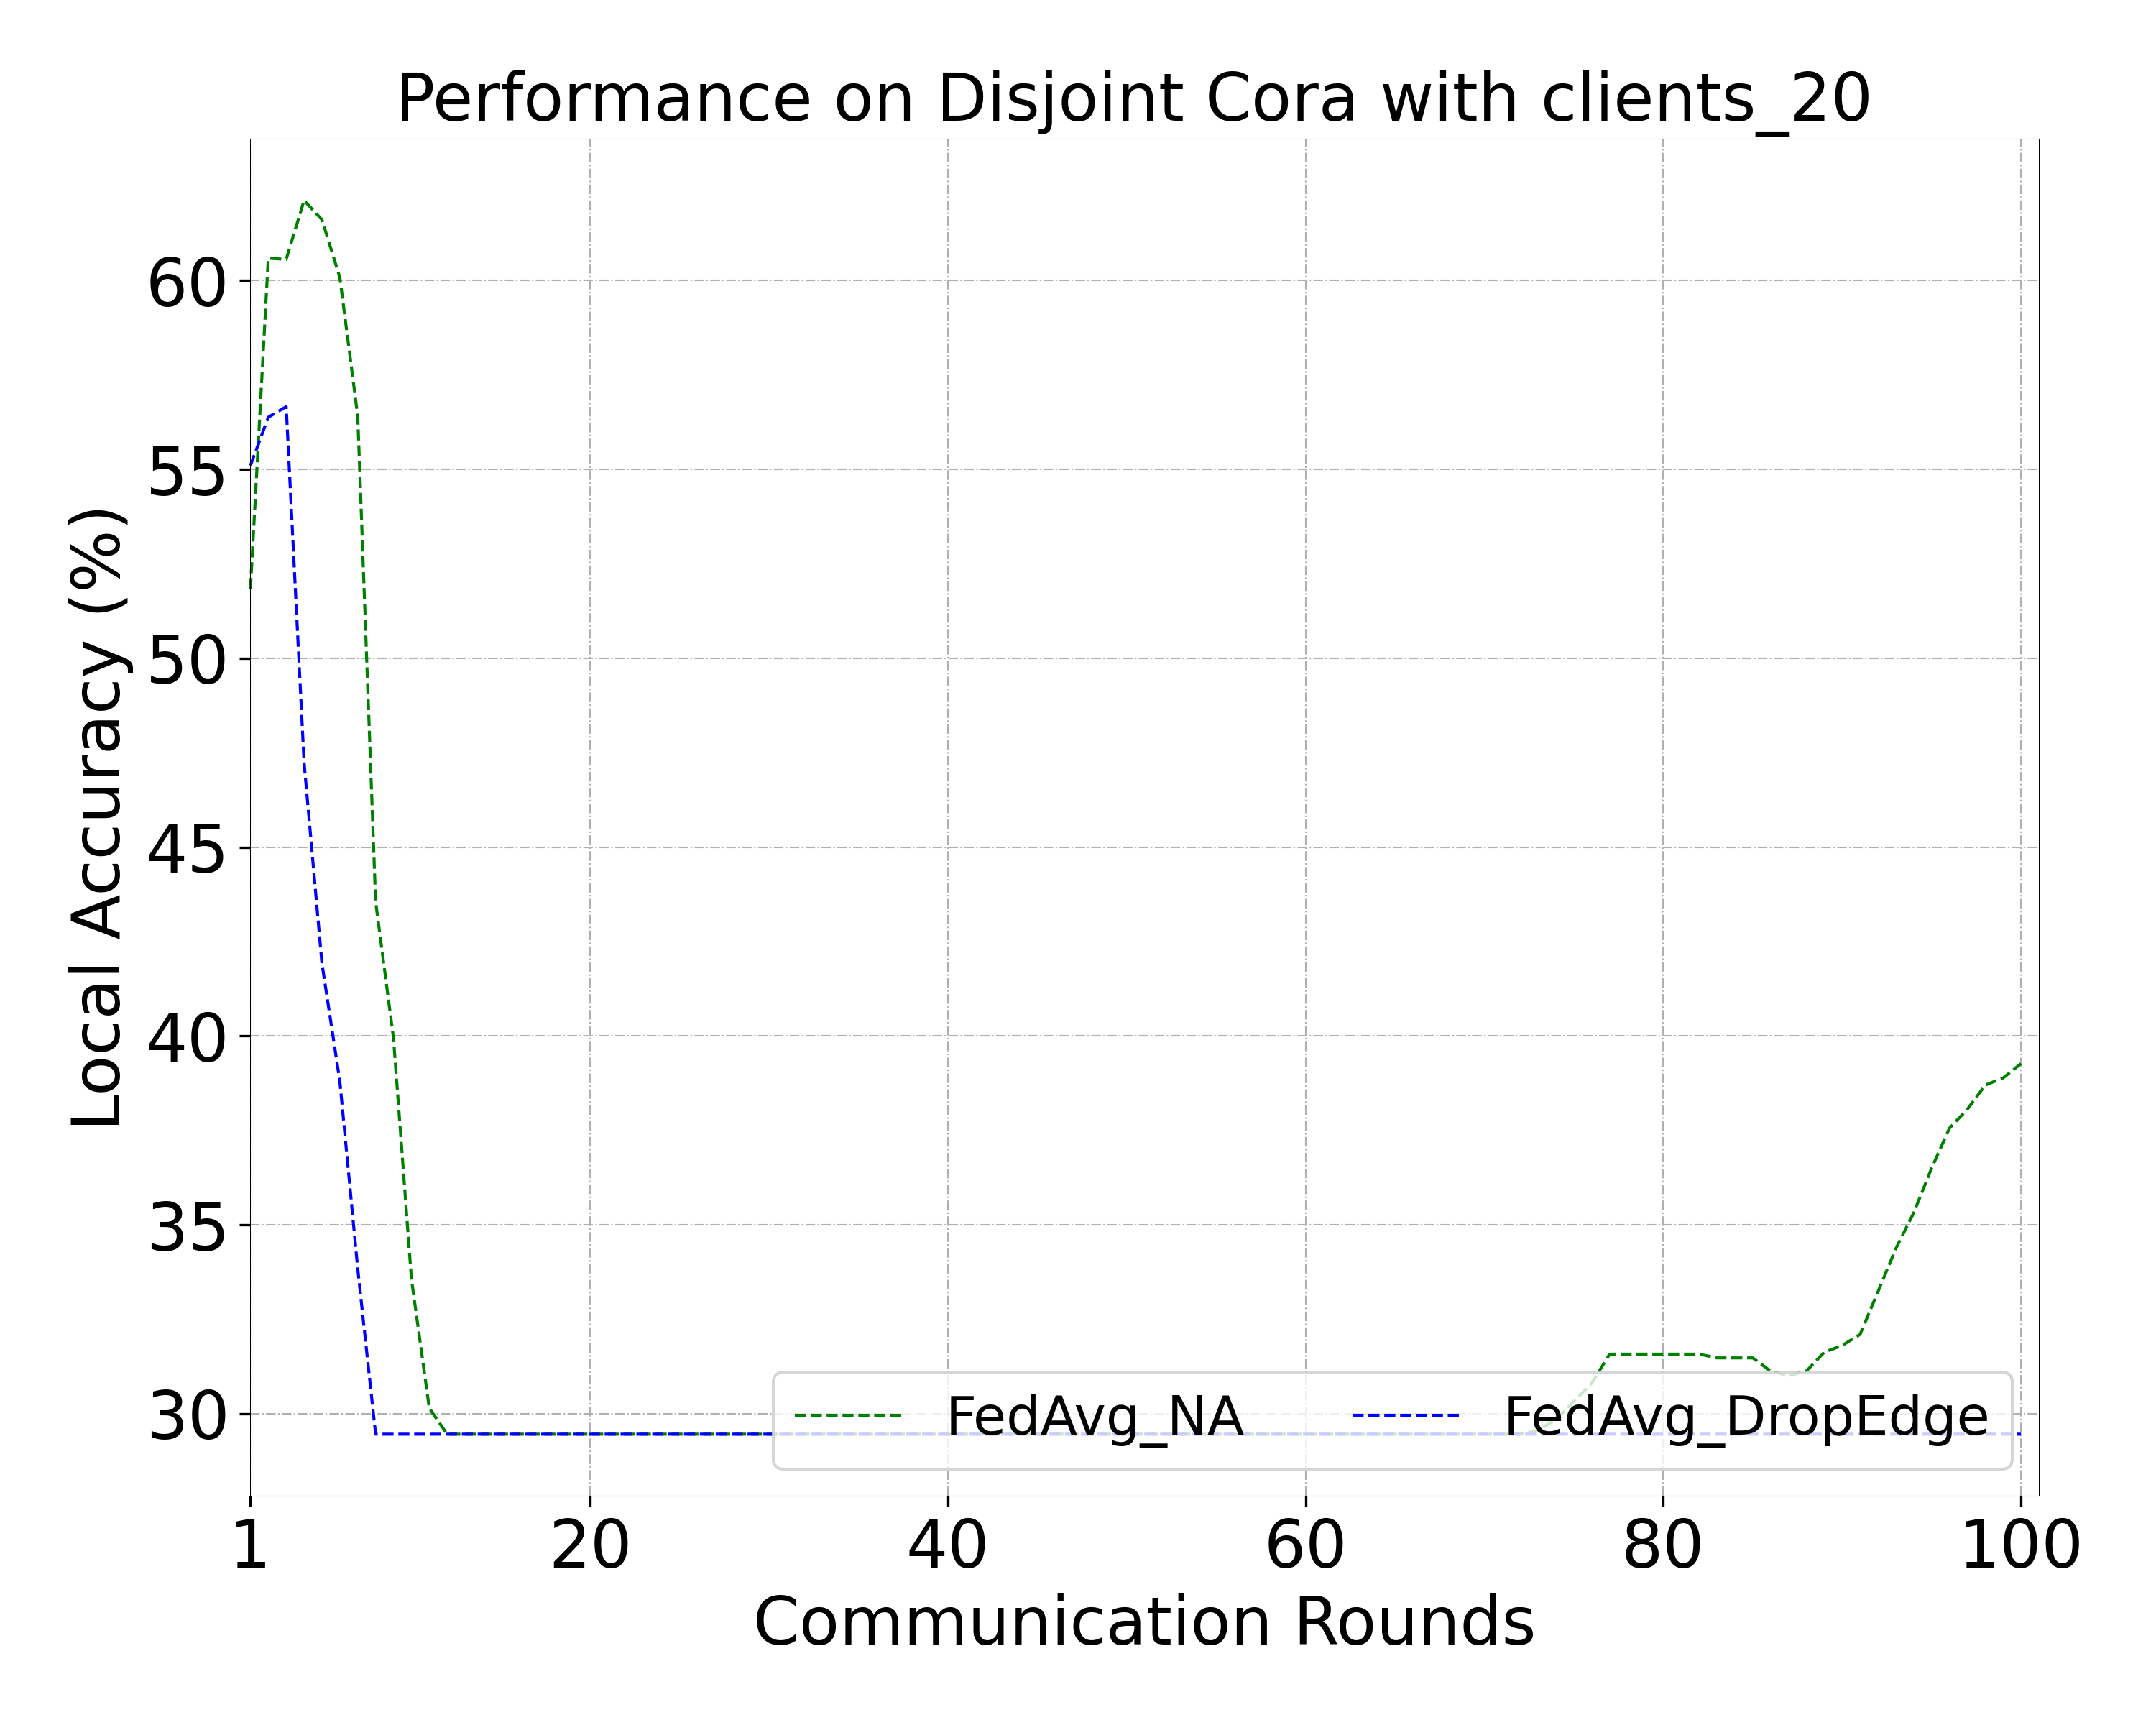 Performance on Disjoint Cora with clients_20
Local Accuracy (%)
60
55
50
45
40
35
30
FedAvg_NA FedAvg_DropEdge
1 20 40 60 80 100
Communication Rounds